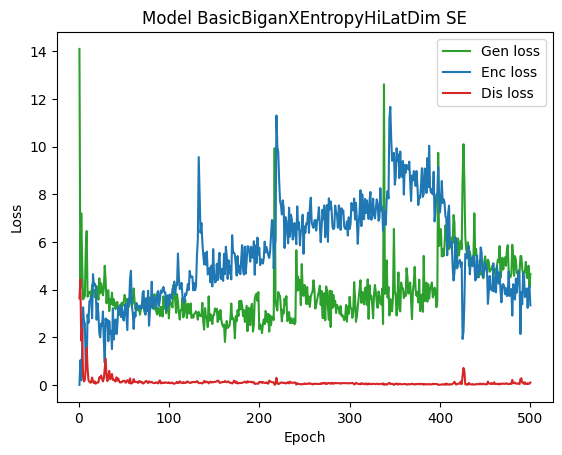 Model BasicBiganXEntropyHiLatDim SE
Gen loss
Enc loss
Dis loss
14
12
10
8
6
4
2
0
Loss
0 100 200 300 400 500
Epoch